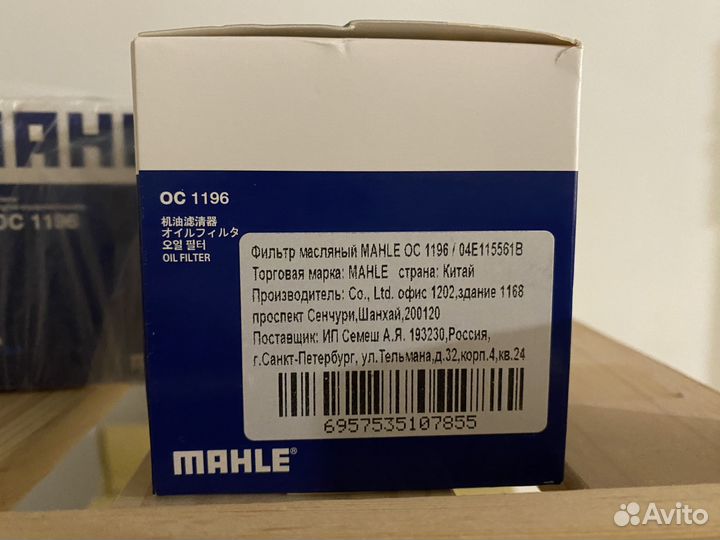 MAHL
OC 1196
OC 1196
机油滤清器
オイルフィルタ
오일 필터
OIL FILTER
Фильтр масляный MAHLE OC 1196 / 04E115561B
Торговая марка: MAHLE страна: Китай
Производитель: Co., Ltd. офис 1202,здание 1168
проспект Сенчури,Шанхай,200120
Поставщик: ИП Семеш А.Я. 193230,Россия,
г.Санкт-Петербург, ул.Тельмана,д.32,корп.4,кв.24
6957535107855
MAHLE®
Avito